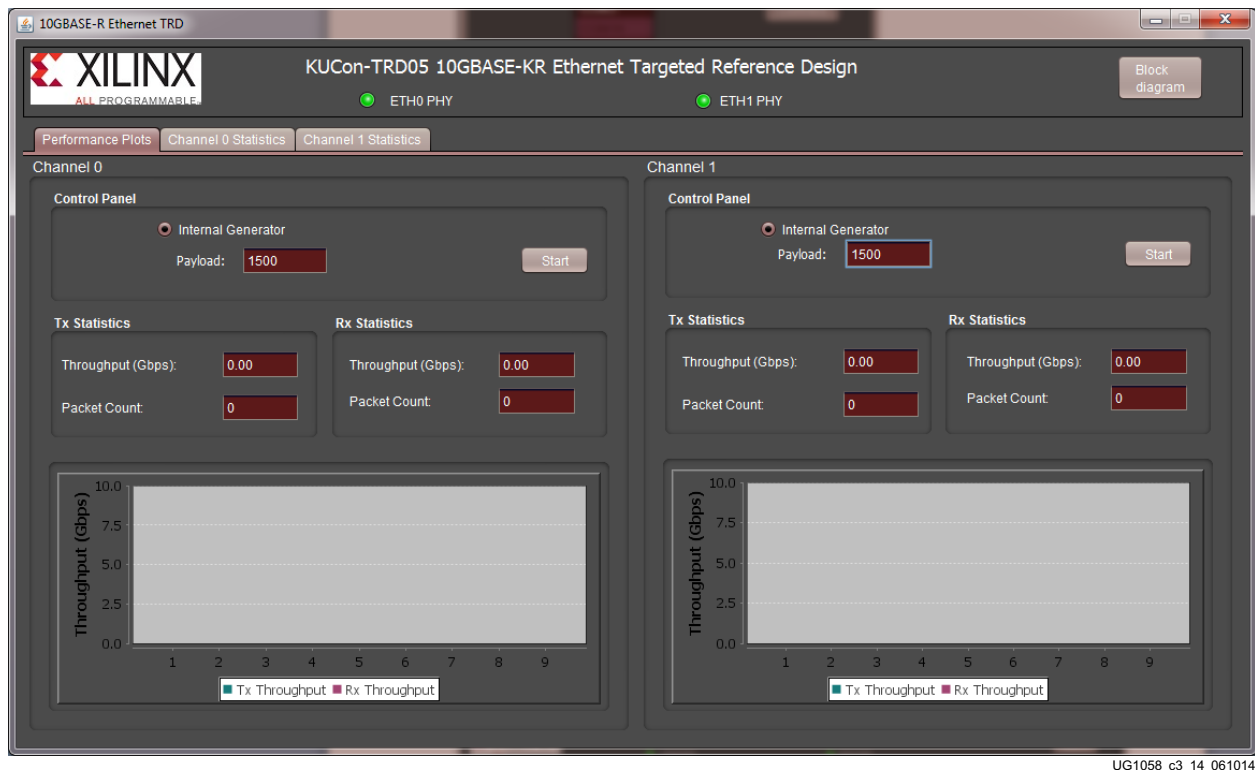 10GBASE-R Ethernet TRD
XILINX
ALL PROGRAMMABLE
KUCon-TRD05 10GBASE-KR Ethernet Targeted Reference Design
ETH0 PHY
ETH1 PHY
Block
diagram
Performance Plots
Channel 0 Statistics
Channel 1 Statistics
Channel 0
Control Panel
Internal Generator
Payload:
1500
Start
Tx Statistics
Throughput (Gbps):
0.00
Packet Count:
0
Rx Statistics
Throughput (Gbps):
0.00
Packet Count:
0
Throughput (Gbps)
10.0
7.5
5.0
2.5
0.0
1 2 3 4 5 6 7 8 9
Tx Throughput Rx Throughput
Channel 1
Control Panel
Internal Generator
Payload:
1500
Start
Tx Statistics
Throughput (Gbps):
0.00
Packet Count:
0
Rx Statistics
Throughput (Gbps):
0.00
Packet Count:
0
Throughput (Gbps)
10.0
7.5
5.0
2.5
0.0
1 2 3 4 5 6 7 8 9
Tx Throughput Rx Throughput
UG1058_c3_14_061014